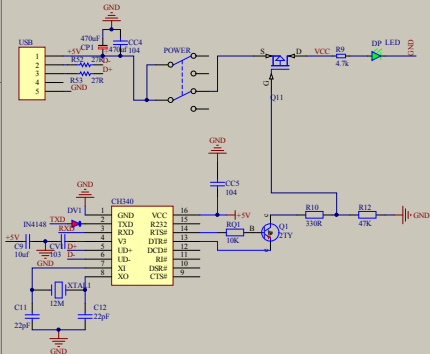 GND
470uF
CP1
470uf
CC4
104
USB
+5V
1
2
3
4
5
R52
27R
D-
D+
R53
27R
GND
POWER
S
D
G
Q11
VCC
R9
4.7k
DP
LED
GND
GND
CC5
104
+5V
GND
DV1
CH340
IN4148
TXD
RXD
+5V
C9
10uf
CV
103
D+
D-
GND
1 GND VCC 16
2 TXD R232 15
3 RXD RTS# 14
4 V3 DTR# 13
5 UD+ DCD# 12
6 UD- RI# 11
7 XI DSR# 10
8 XO CTS# 9
RQ1
10K
B
c
e
Q1
2TY
R10
330R
R12
47K
GND
XTAL1
12M
C11
22pF
C12
22pF
GND